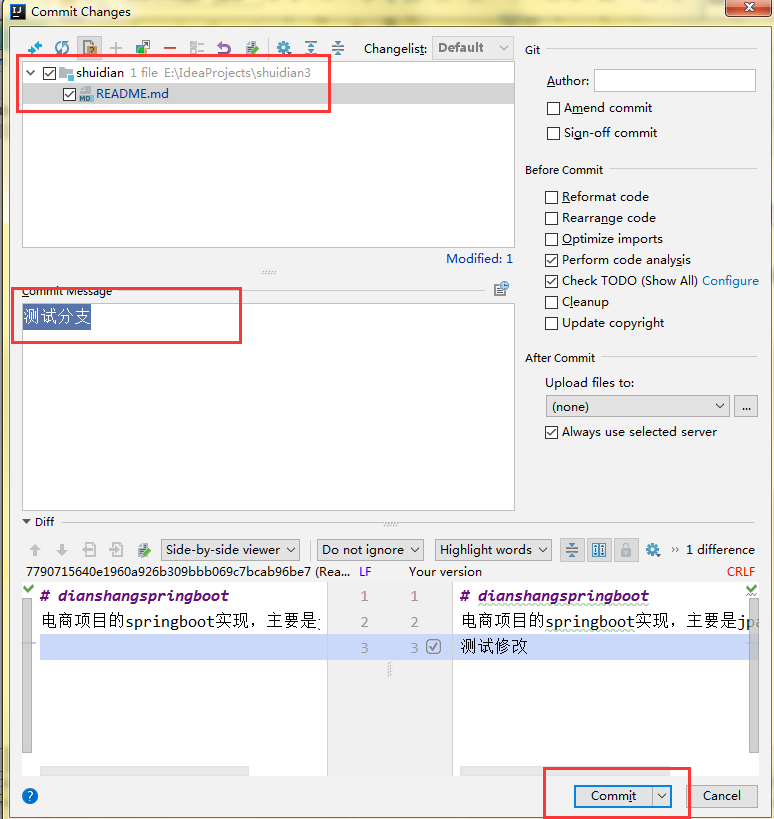 Commit Changes
Changelist: Default
Git
shuidian 1 file E:\IdeaProjects\shuidian3
README.md
Author:
Amend commit
Sign-off commit
Before Commit
Reformat code
Rearrange code
Optimize imports
Modified: 1
Perform code analysis
Check TODO (Show All) Configure
Cleanup
Update copyright
Commit Message
测试分支
After Commit
Upload files to:
(none)
...
Always use selected server
Diff
Side-by-side viewer
Do not ignore
Highlight words
1 difference
7790715640e1960a926b309bbb069c7bcab96be7 (Rea... LF
Your version
CRLF
# dianshangspringboot 1 1 # dianshangspringboot
电商项目的springboot实现，主要是j 2 2 电商项目的springboot实现，主要是jpa
3 3 测试修改
?
Commit
Cancel